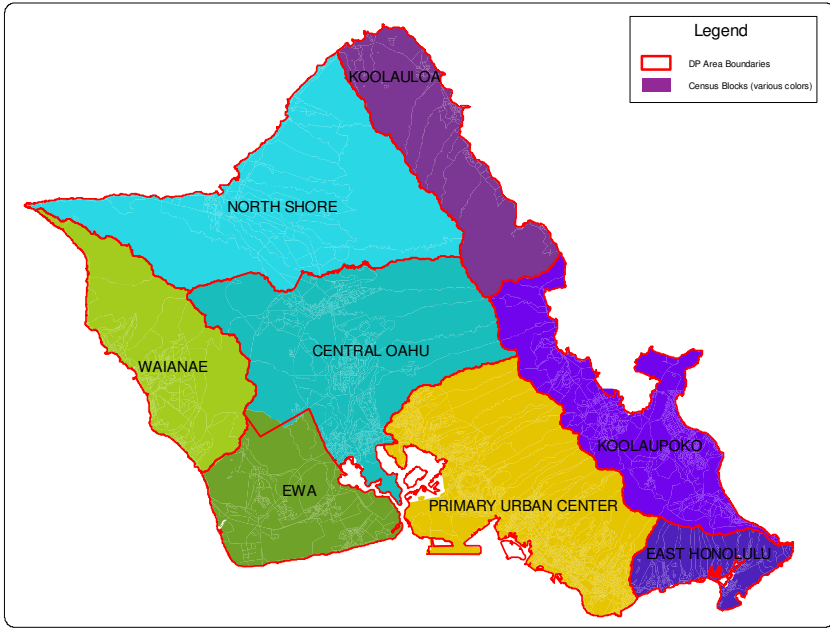 Legend
DP Area Boundaries
Census Blocks (various colors)
KOOLAULOA
NORTH SHORE
CENTRAL OAHU
WAIANAE
KOOLAUPOKO
EWA
PRIMARY URBAN CENTER
EAST HONOLULU